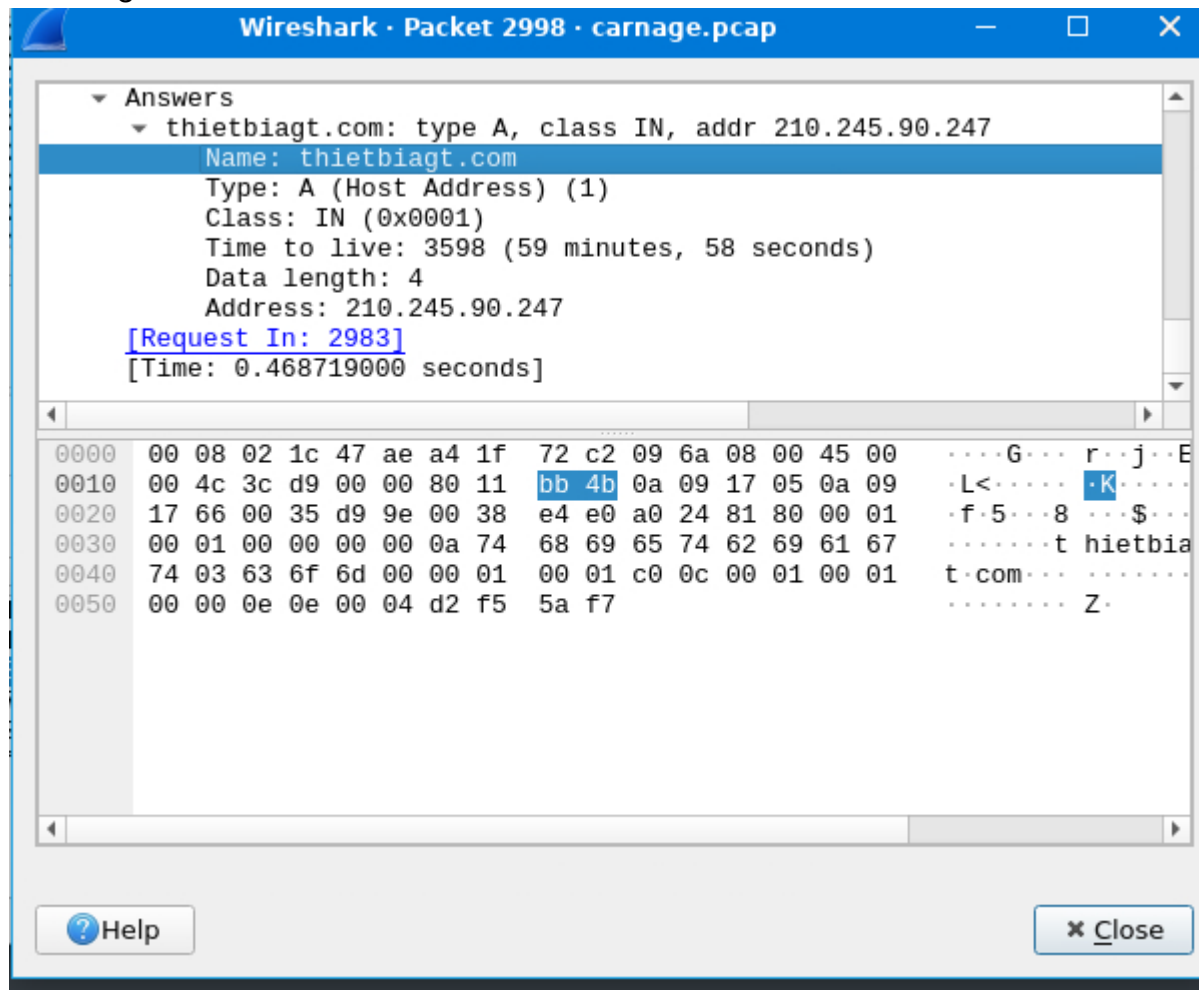 Wireshark · Packet 2998 · carnage.pcap
Answers
thietbiagt.com: type A, class IN, addr 210.245.90.247
Name: thietbiagt.com
Type: A (Host Address) (1)
Class: IN (0x0001)
Time to live: 3598 (59 minutes, 58 seconds)
Data length: 4
Address: 210.245.90.247
[Request In: 2983]
[Time: 0.468719000 seconds]
0000 00 08 02 1c 47 ae a4 1f 72 c2 09 6a 08 00 45 00 ····G··· r··j··E
0010 00 4c 3c d9 00 00 80 11 bb 4b 0a 09 17 05 0a 09 ·L<····· ·K·····
0020 17 66 00 35 d9 9e 00 38 e4 e0 a0 24 81 80 00 01 ·f·5···8 ···$···
0030 00 01 00 00 00 00 0a 74 68 69 65 74 62 69 61 67 ·······t hietbia
0040 74 03 63 6f 6d 00 00 01 00 01 c0 0c 00 01 00 01 t·com··· ·······
0050 00 00 0e 0e 00 04 d2 f5 5a f7 ········ Z·
Help
Close